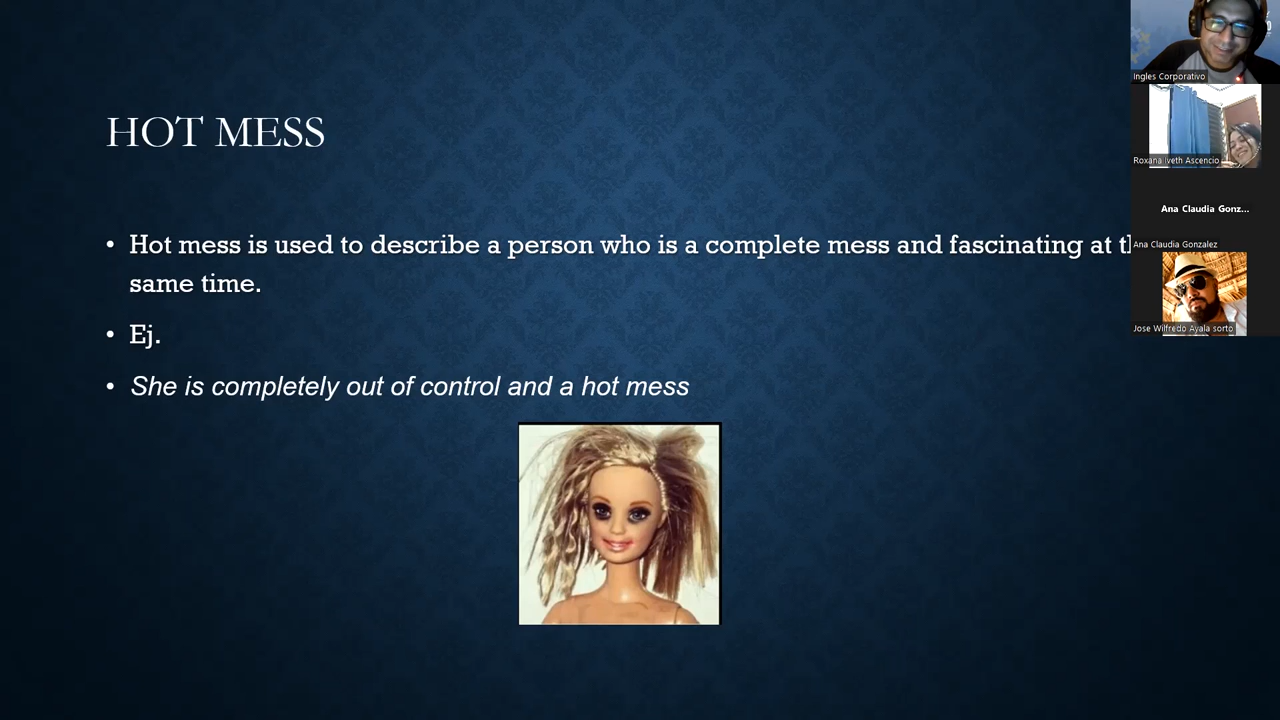 HOT MESS
• Hot mess is used to describe a person who is a complete mess and fascinating at
same time.
• Ej.
• She is completely out of control and a hot mess
Ingles Corporativo
Roxana Iveth Ascencio
Ana Claudia Gonz...
Ana Claudia Gonzalez
Jose Wilfredo Ayala sorto